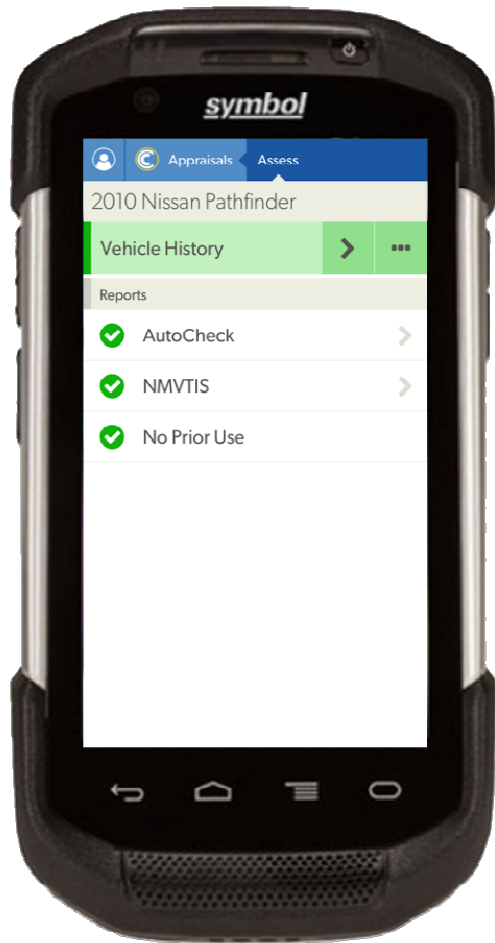 symbol
Appraisals Assess
2010 Nissan Pathfinder
Vehicle History
Reports
AutoCheck
NMVTIS
No Prior Use